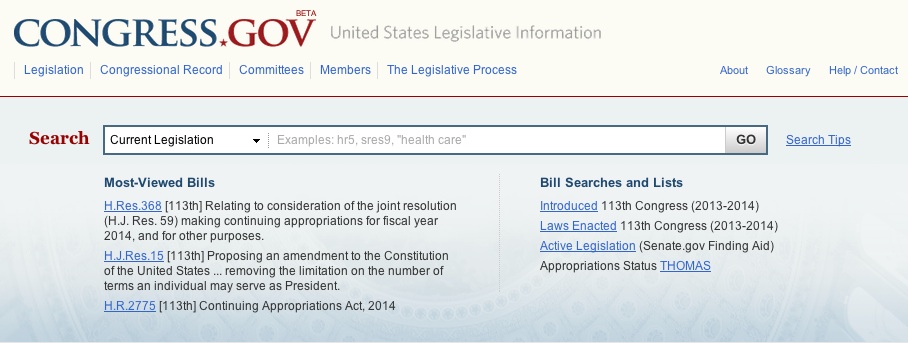 BETA
CONGRESS.GOV United States Legislative Information
Legislation Congressional Record Committees Members The Legislative Process About Glossary Help / Contact
Search Current Legislation Examples: hr5, sres9, "health care" GO Search Tips
Most-Viewed Bills
H.Res.368 [113th] Relating to consideration of the joint resolution
(H.J. Res. 59) making continuing appropriations for fiscal year
2014, and for other purposes.
H.J.Res.15 [113th] Proposing an amendment to the Constitution
of the United States ... removing the limitation on the number of
terms an individual may serve as President.
H.R.2775 [113th] Continuing Appropriations Act, 2014
Bill Searches and Lists
Introduced 113th Congress (2013-2014)
Laws Enacted 113th Congress (2013-2014)
Active Legislation (Senate.gov Finding Aid)
Appropriations Status THOMAS